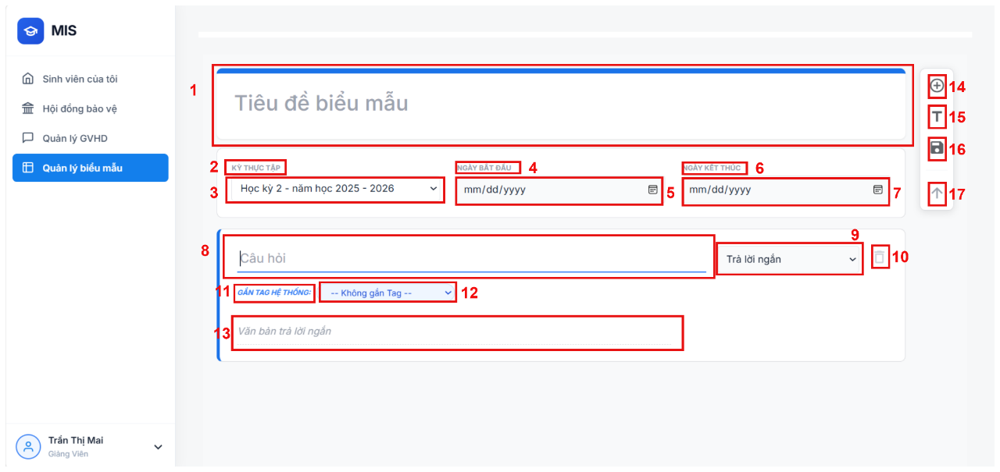 MIS
Sinh viên của tôi
Hội đồng bảo vệ
Quản lý GVHD
Quản lý biểu mẫu
Trần Thị Mai
Giảng Viên
1
Tiêu đề biểu mẫu
2 KỲ THỰC TẬP
NGÀY BẮT ĐẦU 4
NGÀY KẾT THÚC 6
3 Học kỳ 2 - năm học 2025 - 2026
mm/dd/yyyy 5
mm/dd/yyyy 7
8 Câu hỏi
9
Trả lời ngắn
10
11 GẮN TAG HỆ THỐNG: -- Không gắn Tag -- 12
13 Văn bản trả lời ngắn
14
T 15
16
17